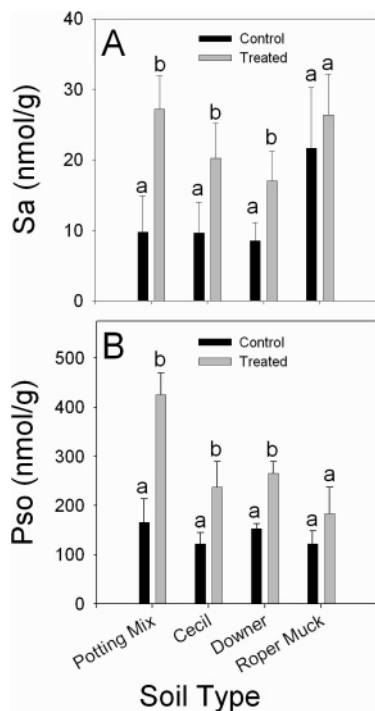 A
Control
Treated
Sa (nmol/g)
40
30
20
10
0
a b a b a b a a
B
Control
Treated
Pso (nmol/g)
500
400
300
200
100
0
a b a b a b a a
Potting Mix Cecil Downer Roper Muck
Soil Type